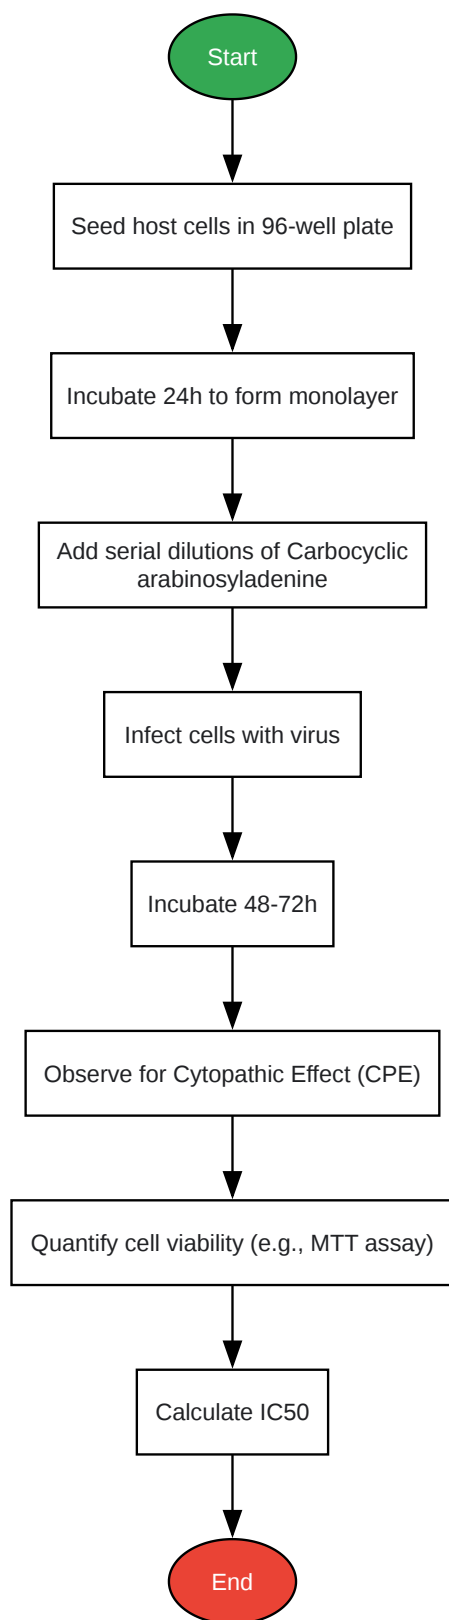 Start
Seed host cells in 96-well plate
Incubate 24h to form monolayer
Add serial dilutions of Carbocyclic
arabinosyladenine
Infect cells with virus
Incubate 48-72h
Observe for Cytopathic Effect (CPE)
Quantify cell viability (e.g., MTT assay)
Calculate IC50
End